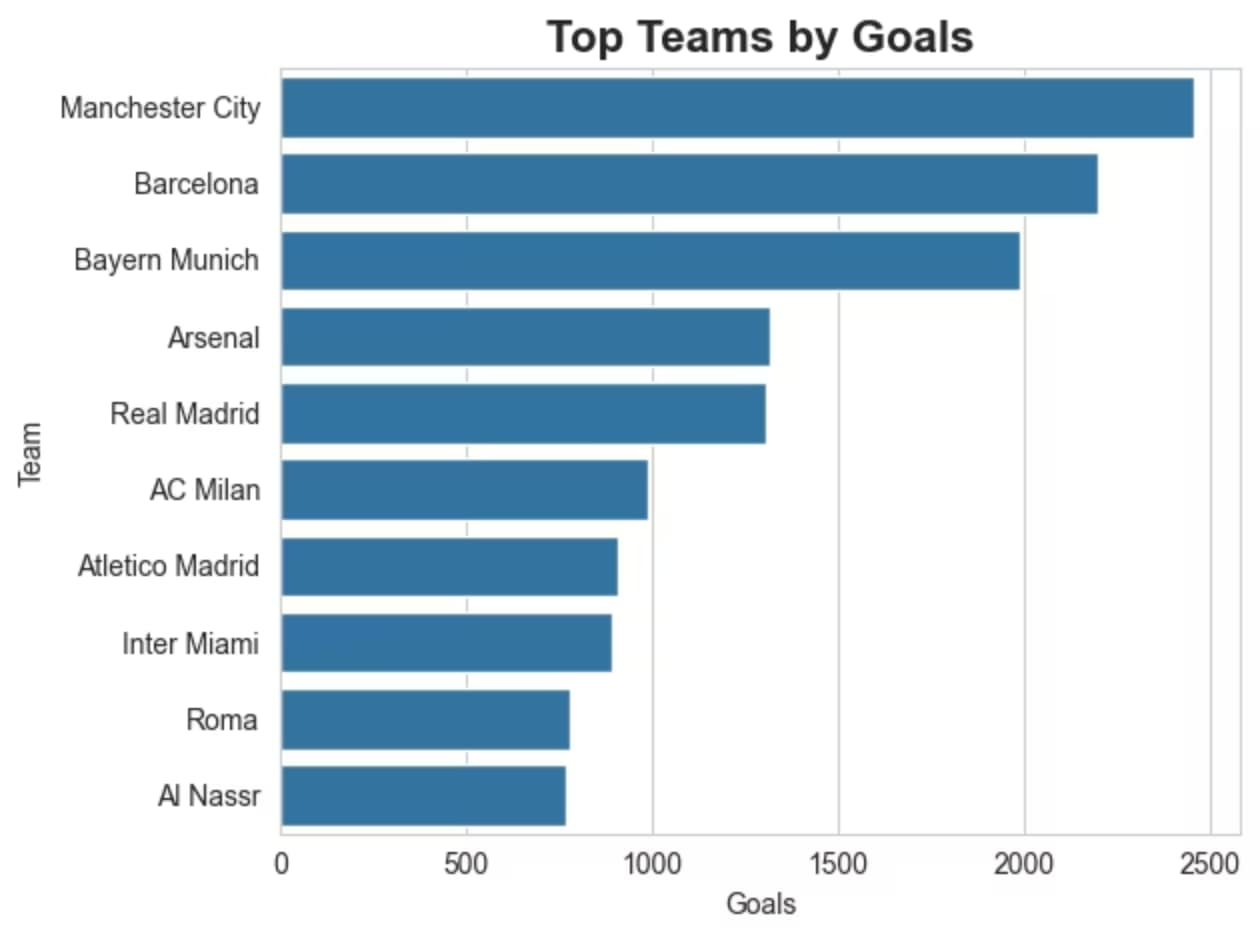 Top Teams by Goals
Manchester City
Barcelona
Bayern Munich
Arsenal
Real Madrid
AC Milan
Atletico Madrid
Inter Miami
Roma
Al Nassr
Team
0 500 1000 1500 2000 2500
Goals